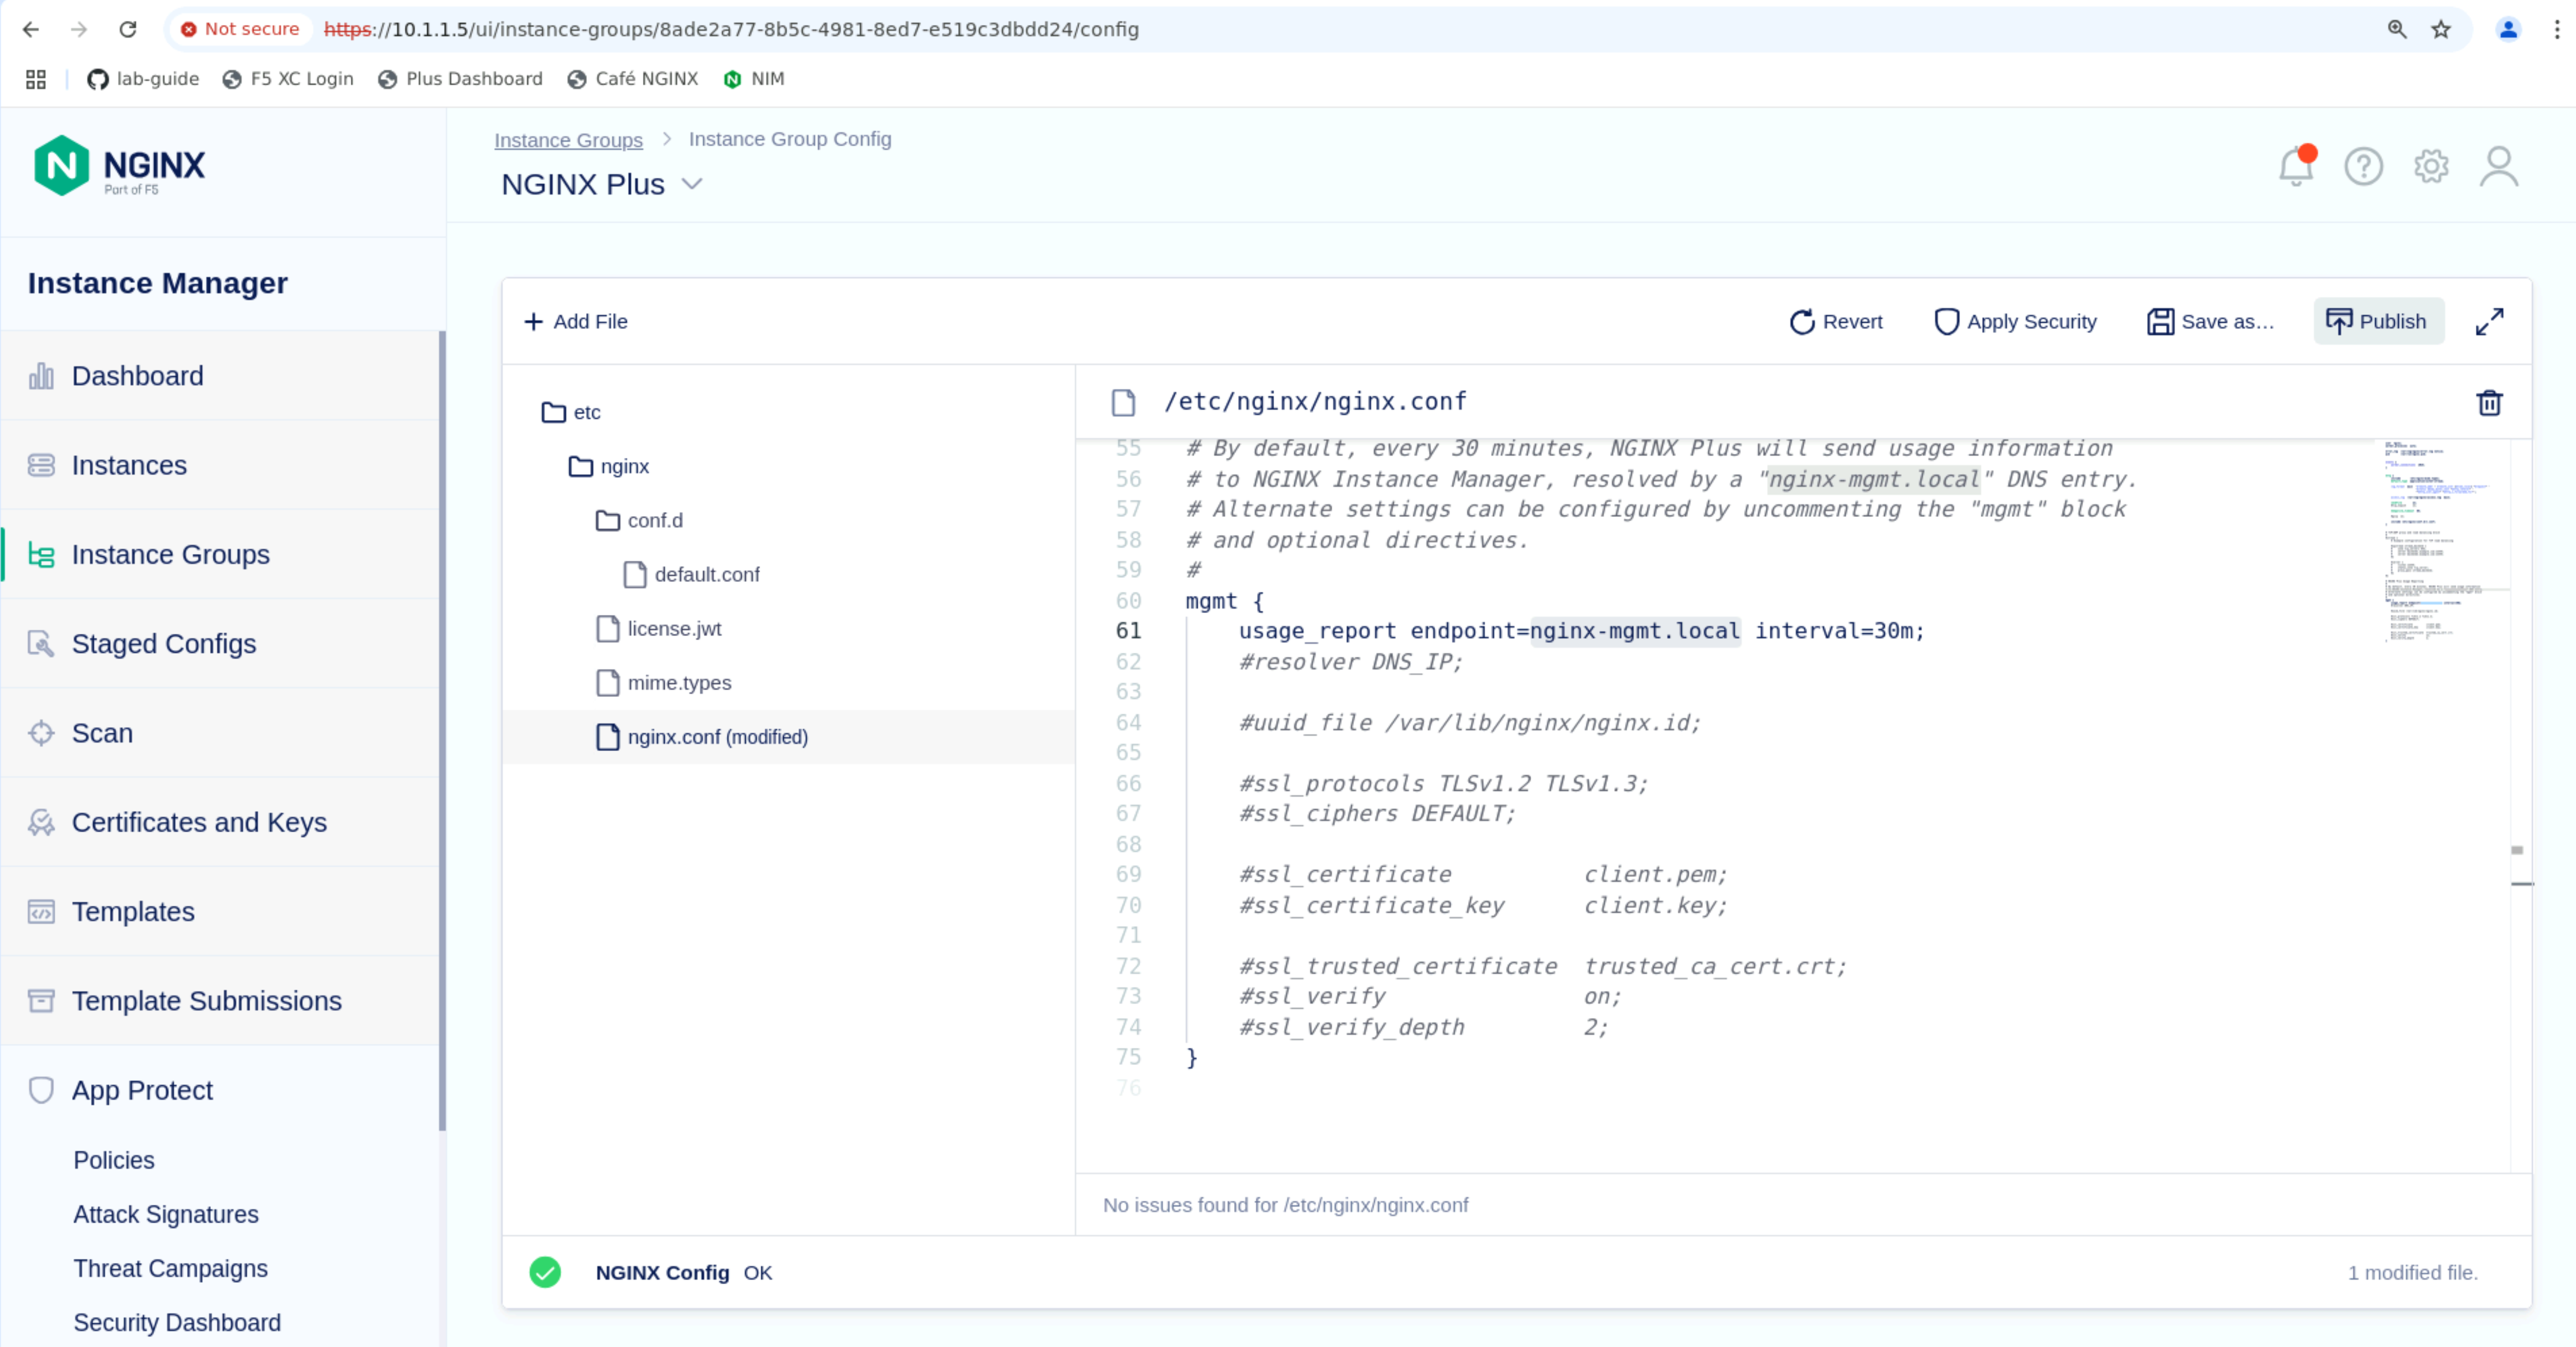 Not secure https://10.1.1.5/ui/instance-groups/8ade2a77-8b5c-4981-8ed7-e519c3dbdd24/config
lab-guide F5 XC Login Plus Dashboard Café NGINX NIM
NGINX
Part of F5
Instance Groups > Instance Group Config
NGINX Plus
Instance Manager
Dashboard
Instances
Instance Groups
Staged Configs
Scan
Certificates and Keys
Templates
Template Submissions
App Protect
Policies
Attack Signatures
Threat Campaigns
Security Dashboard
+ Add File
Revert Apply Security Save as... Publish
etc
nginx
conf.d
default.conf
license.jwt
mime.types
nginx.conf (modified)
/etc/nginx/nginx.conf
55 # By default, every 30 minutes, NGINX Plus will send usage information
56 # to NGINX Instance Manager, resolved by a "nginx-mgmt.local" DNS entry.
57 # Alternate settings can be configured by uncommenting the "mgmt" block
58 # and optional directives.
59 #
60 mgmt {
61 usage_report endpoint=nginx-mgmt.local interval=30m;
62 #resolver DNS_IP;
63
64 #uuid_file /var/lib/nginx/nginx.id;
65
66 #ssl_protocols TLSv1.2 TLSv1.3;
67 #ssl_ciphers DEFAULT;
68
69 #ssl_certificate client.pem;
70 #ssl_certificate_key client.key;
71
72 #ssl_trusted_certificate trusted_ca_cert.crt;
73 #ssl_verify on;
74 #ssl_verify_depth 2;
75 }
76
No issues found for /etc/nginx/nginx.conf
NGINX Config OK
1 modified file.